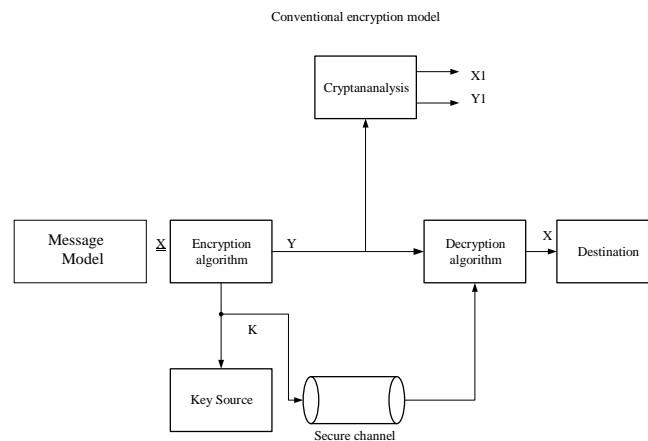 Conventional encryption model
Cryptananalysis
X1
Y1
Message
Model
X
Encryption
algorithm
Y
Decryption
algorithm
X
Destination
K
Key Source
Secure channel